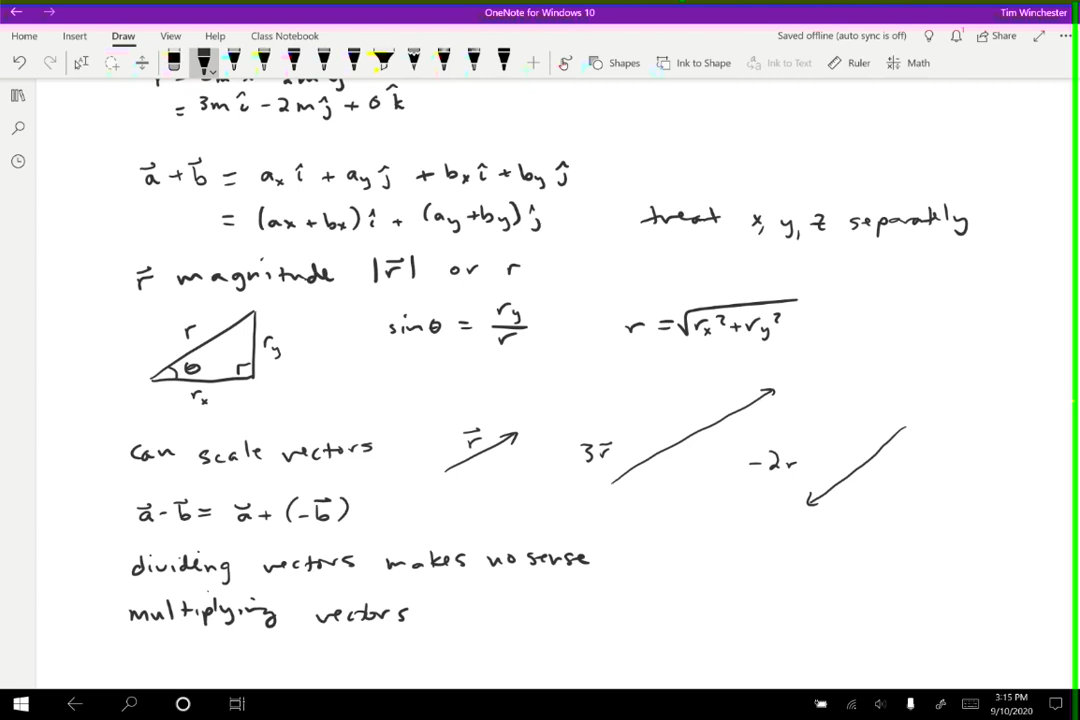 OneNote for Windows 10
Tim Winchester
Home Insert Draw View Help Class Notebook
Saved offline (auto sync is off)
Share
Shapes Ink to Shape Ink to Text Ruler Math
= 3m î - 2m ĵ + 0 k̂
a⃗ + b⃗ = aₓ î + a_y ĵ + bₓ î + b_y ĵ
= (aₓ + bₓ) î + (a_y + b_y) ĵ
treat x, y, z separately
r⃗ magnitude |r⃗| or r
sin θ = r_y / r
r = √(rₓ² + r_y²)
r
θ
r_y
rₓ
can scale vectors
r⃗
3r⃗
-2r
a⃗ - b⃗ = a⃗ + (-b⃗)
dividing vectors makes no sense
multiplying vectors
3:15 PM
9/10/2020